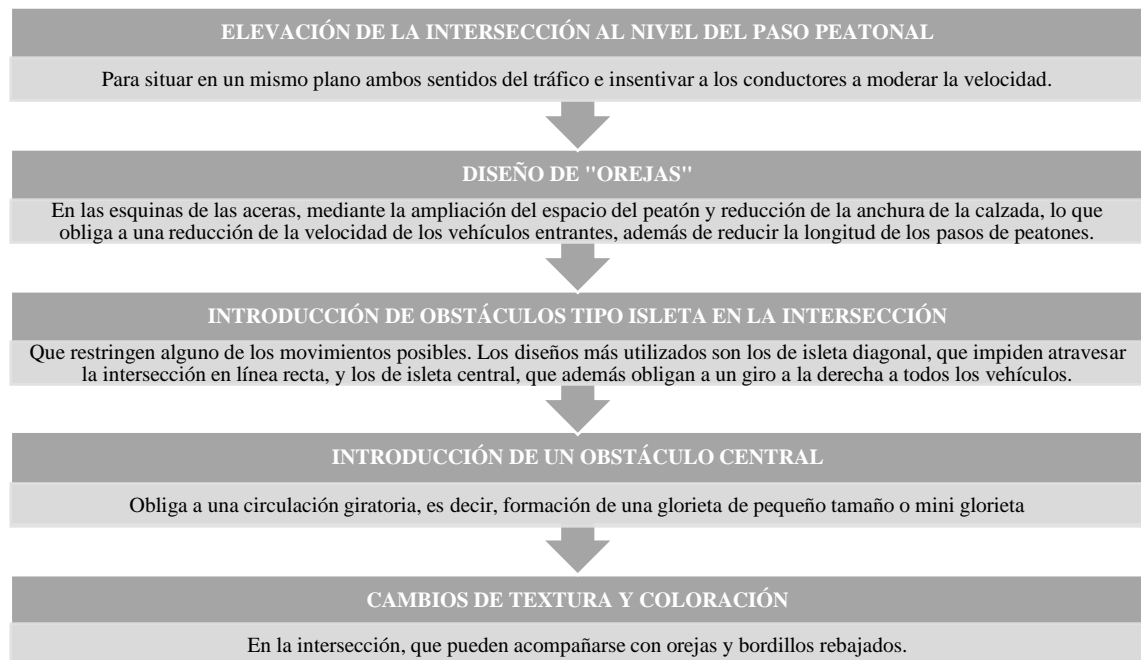 ELEVACIÓN DE LA INTERSECCIÓN AL NIVEL DEL PASO PEATONAL
Para situar en un mismo plano ambos sentidos del tráfico e insentivar a los conductores a moderar la velocidad.
DISEÑO DE "OREJAS"
En las esquinas de las aceras, mediante la ampliación del espacio del peatón y reducción de la anchura de la calzada, lo que
obliga a una reducción de la velocidad de los vehículos entrantes, además de reducir la longitud de los pasos de peatones.
INTRODUCCIÓN DE OBSTÁCULOS TIPO ISLETA EN LA INTERSECCIÓN
Que restringen alguno de los movimientos posibles. Los diseños más utilizados son los de isleta diagonal, que impiden atravesar
la intersección en línea recta, y los de isleta central, que además obligan a un giro a la derecha a todos los vehículos.
INTRODUCCIÓN DE UN OBSTÁCULO CENTRAL
Obliga a una circulación giratoria, es decir, formación de una glorieta de pequeño tamaño o mini glorieta
CAMBIOS DE TEXTURA Y COLORACIÓN
En la intersección, que pueden acompañarse con orejas y bordillos rebajados.